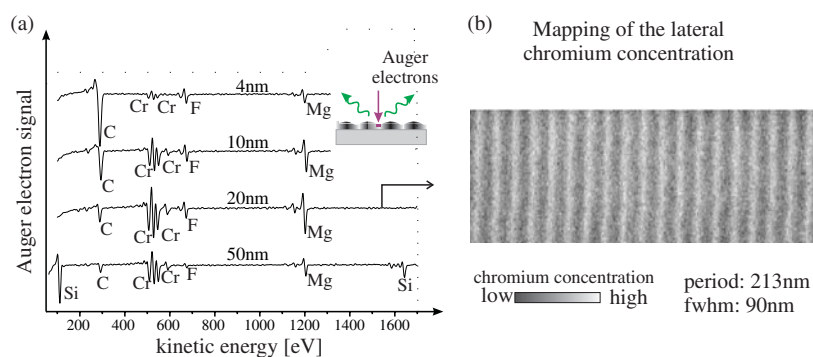 (a)
Auger electron signal
Auger
electrons
4nm
Cr
Cr
F
Mg
C
10nm
Cr
Cr
F
Mg
C
20nm
C
Cr
Cr
F
Mg
50nm
Si
C
Cr
Cr
F
Mg
Si
200 400 600 800 1000 1200 1400 1600
kinetic energy [eV]
(b)
Mapping of the lateral
chromium concentration
chromium concentration
low high
period: 213nm
fwhm: 90nm